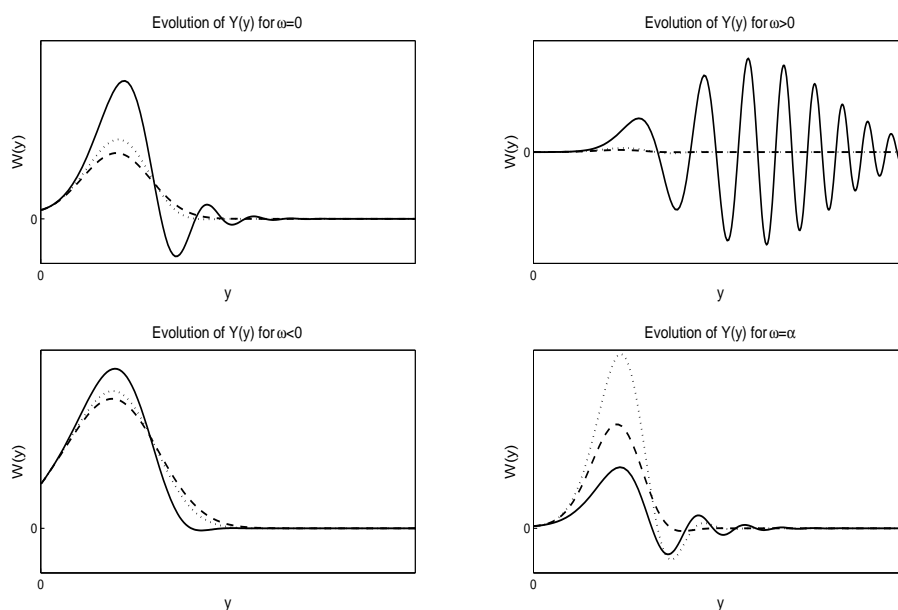 Evolution of Y(y) for ω=0
W(y)
0
0
y
Evolution of Y(y) for ω>0
W(y)
0
0
y
Evolution of Y(y) for ω<0
W(y)
0
0
y
Evolution of Y(y) for ω=α
W(y)
0
0
y